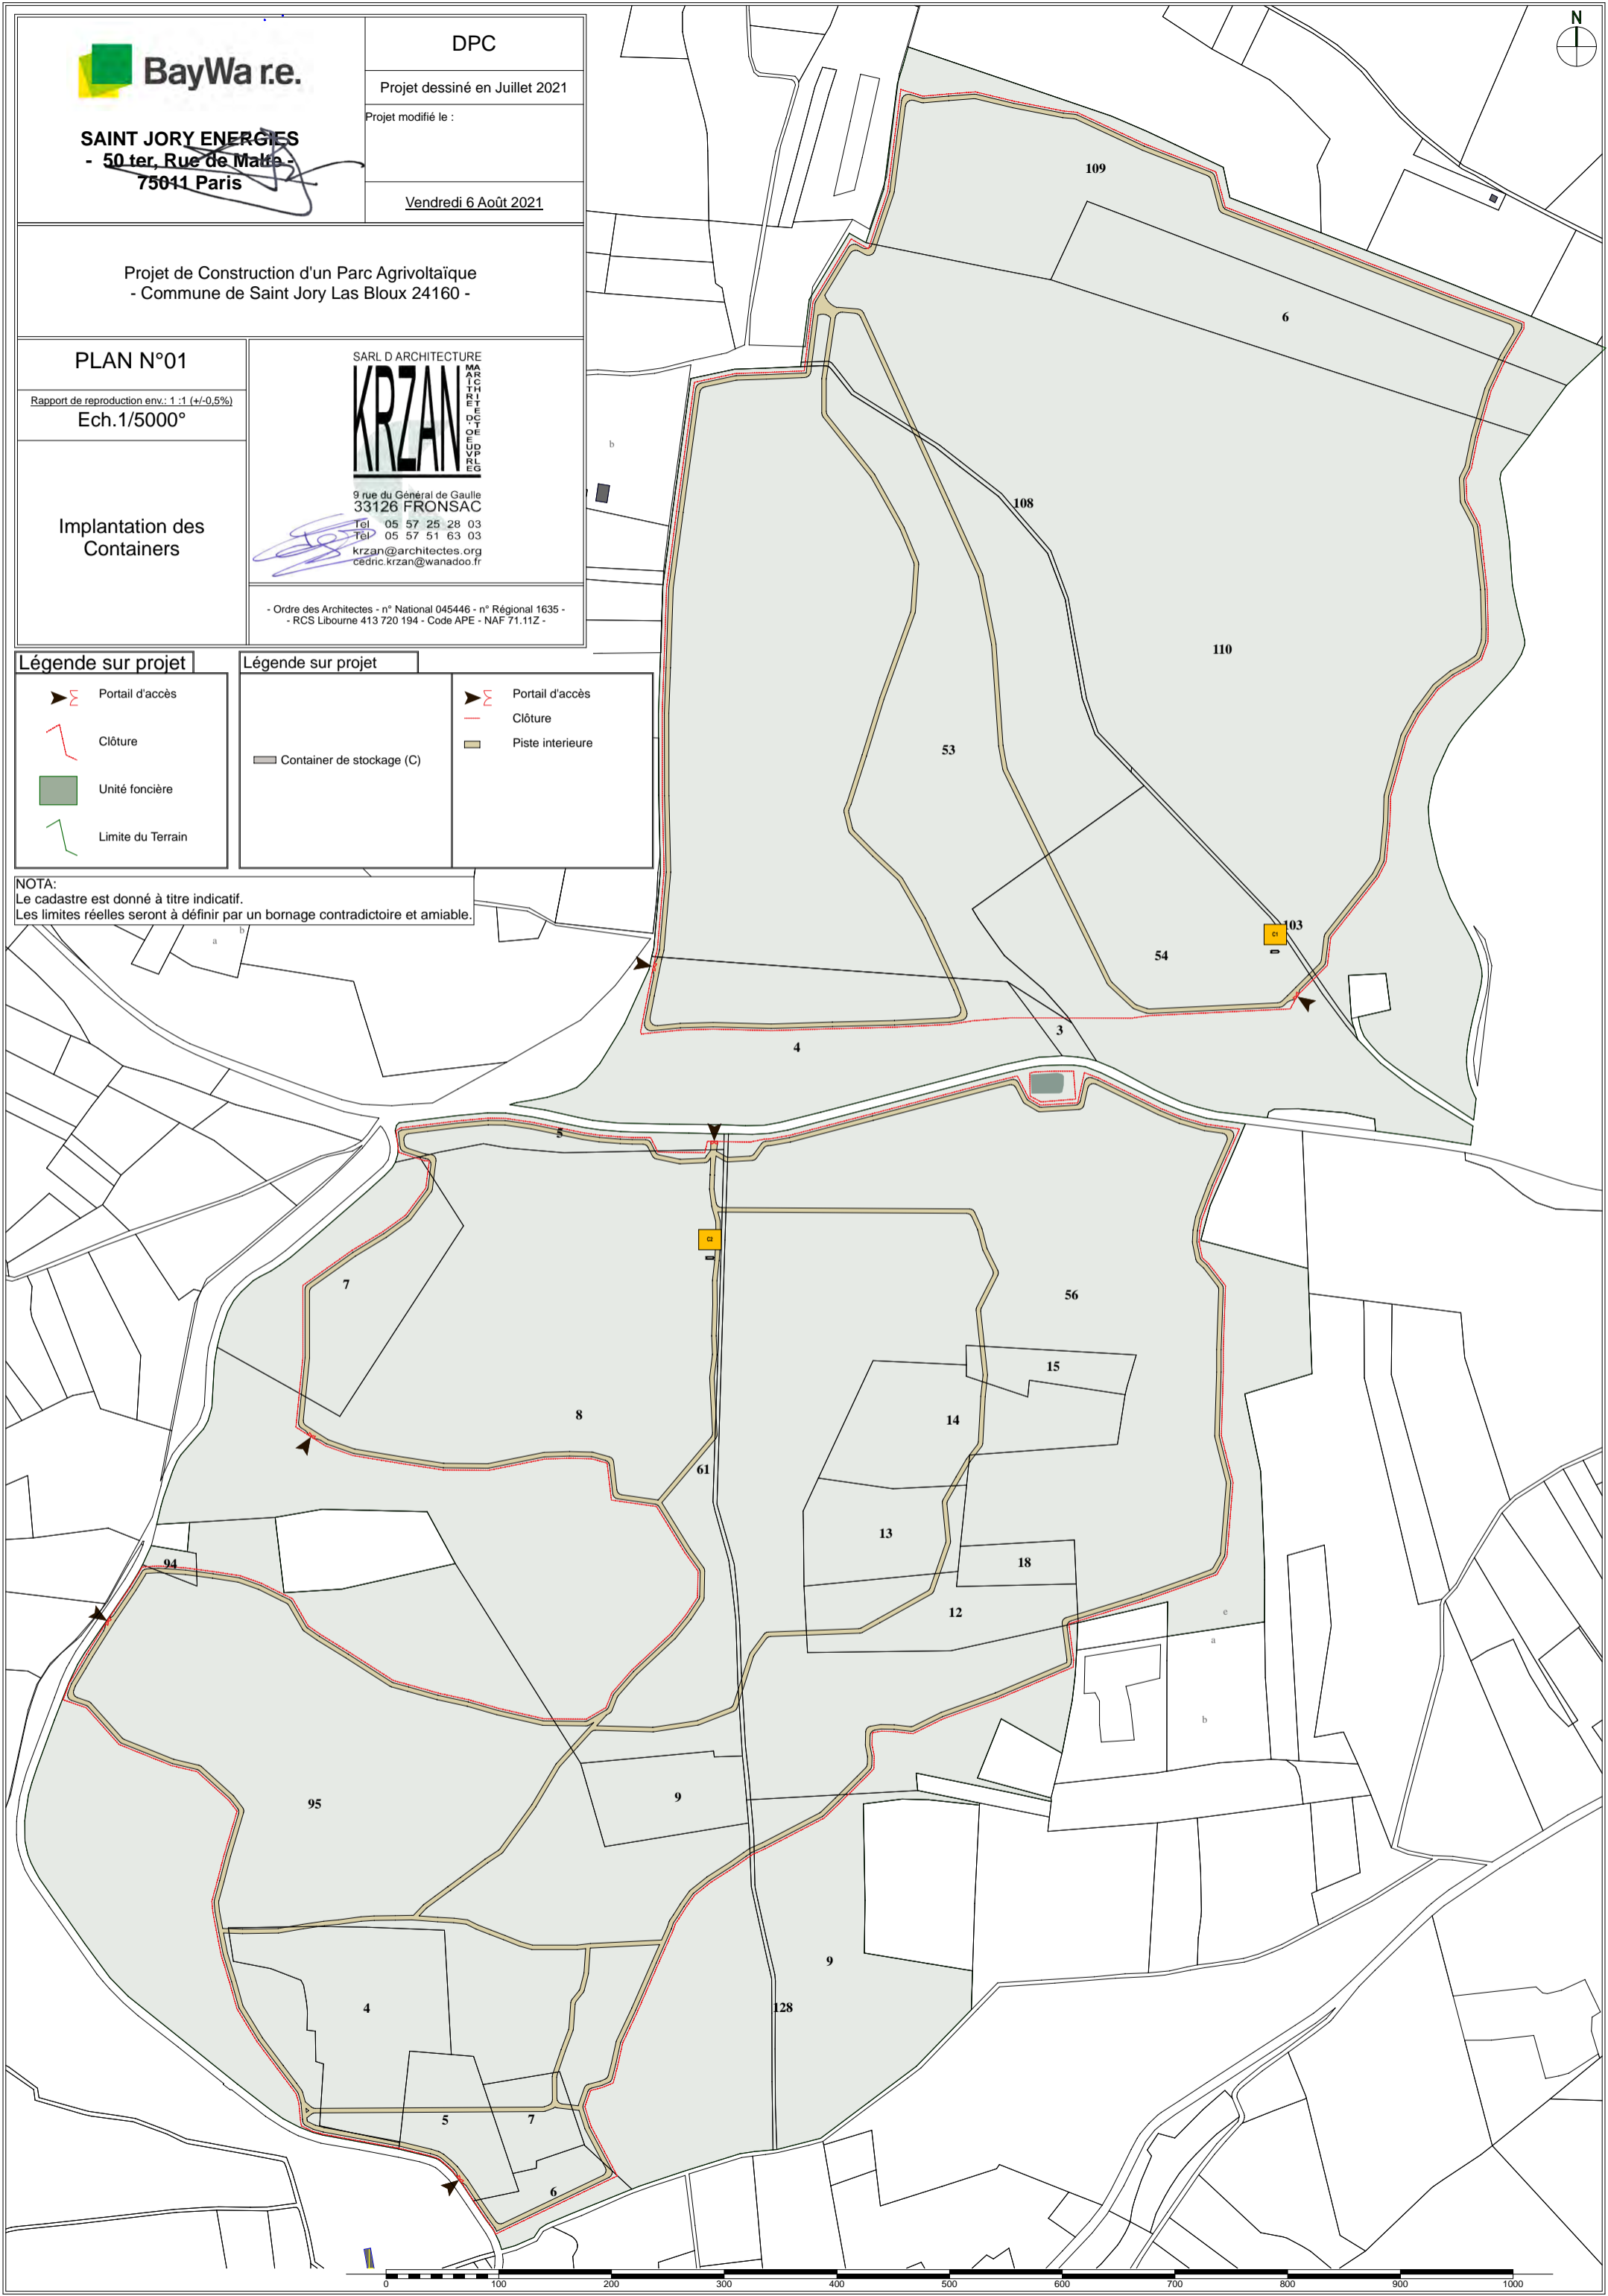 N
BayWa r.e.
SAINT JORY ENERGIES
- 50 ter, Rue de Malte -
75011 Paris
DPC
Projet dessiné en Juillet 2021
Projet modifié le :
Vendredi 6 Août 2021
Projet de Construction d'un Parc Agrivoltaïque
- Commune de Saint Jory Las Bloux 24160 -
PLAN N°01
Rapport de reproduction env.: 1 :1 (+/-0,5%)
Ech.1/5000°
Implantation des
Containers
SARL D ARCHITECTURE
KRZAN
MAÎTRE D'OEUVRE
ARCHITECTE DPLG
9 rue du Général de Gaulle
33126 FRONSAC
Tél 05 57 25 28 03
Tél 05 57 51 63 03
krzan@architectes.org
cedric.krzan@wanadoo.fr
- Ordre des Architectes - n° National 045446 - n° Régional 1635 -
- RCS Libourne 413 720 194 - Code APE - NAF 71.11Z -
Légende sur projet
Portail d'accès
Clôture
Unité foncière
Limite du Terrain
Légende sur projet
Container de stockage (C)
Portail d'accès
Clôture
Piste interieure
NOTA:
Le cadastre est donné à titre indicatif.
Les limites réelles seront à définir par un bornage contradictoire et amiable.
109
6
b
108
110
53
103
C1
54
b
a
3
4
5
C2
7
56
15
8
14
61
13
94
18
12
e
a
b
95
9
9
4
128
5
7
6
0
100
200
300
400
500
600
700
800
900
1000